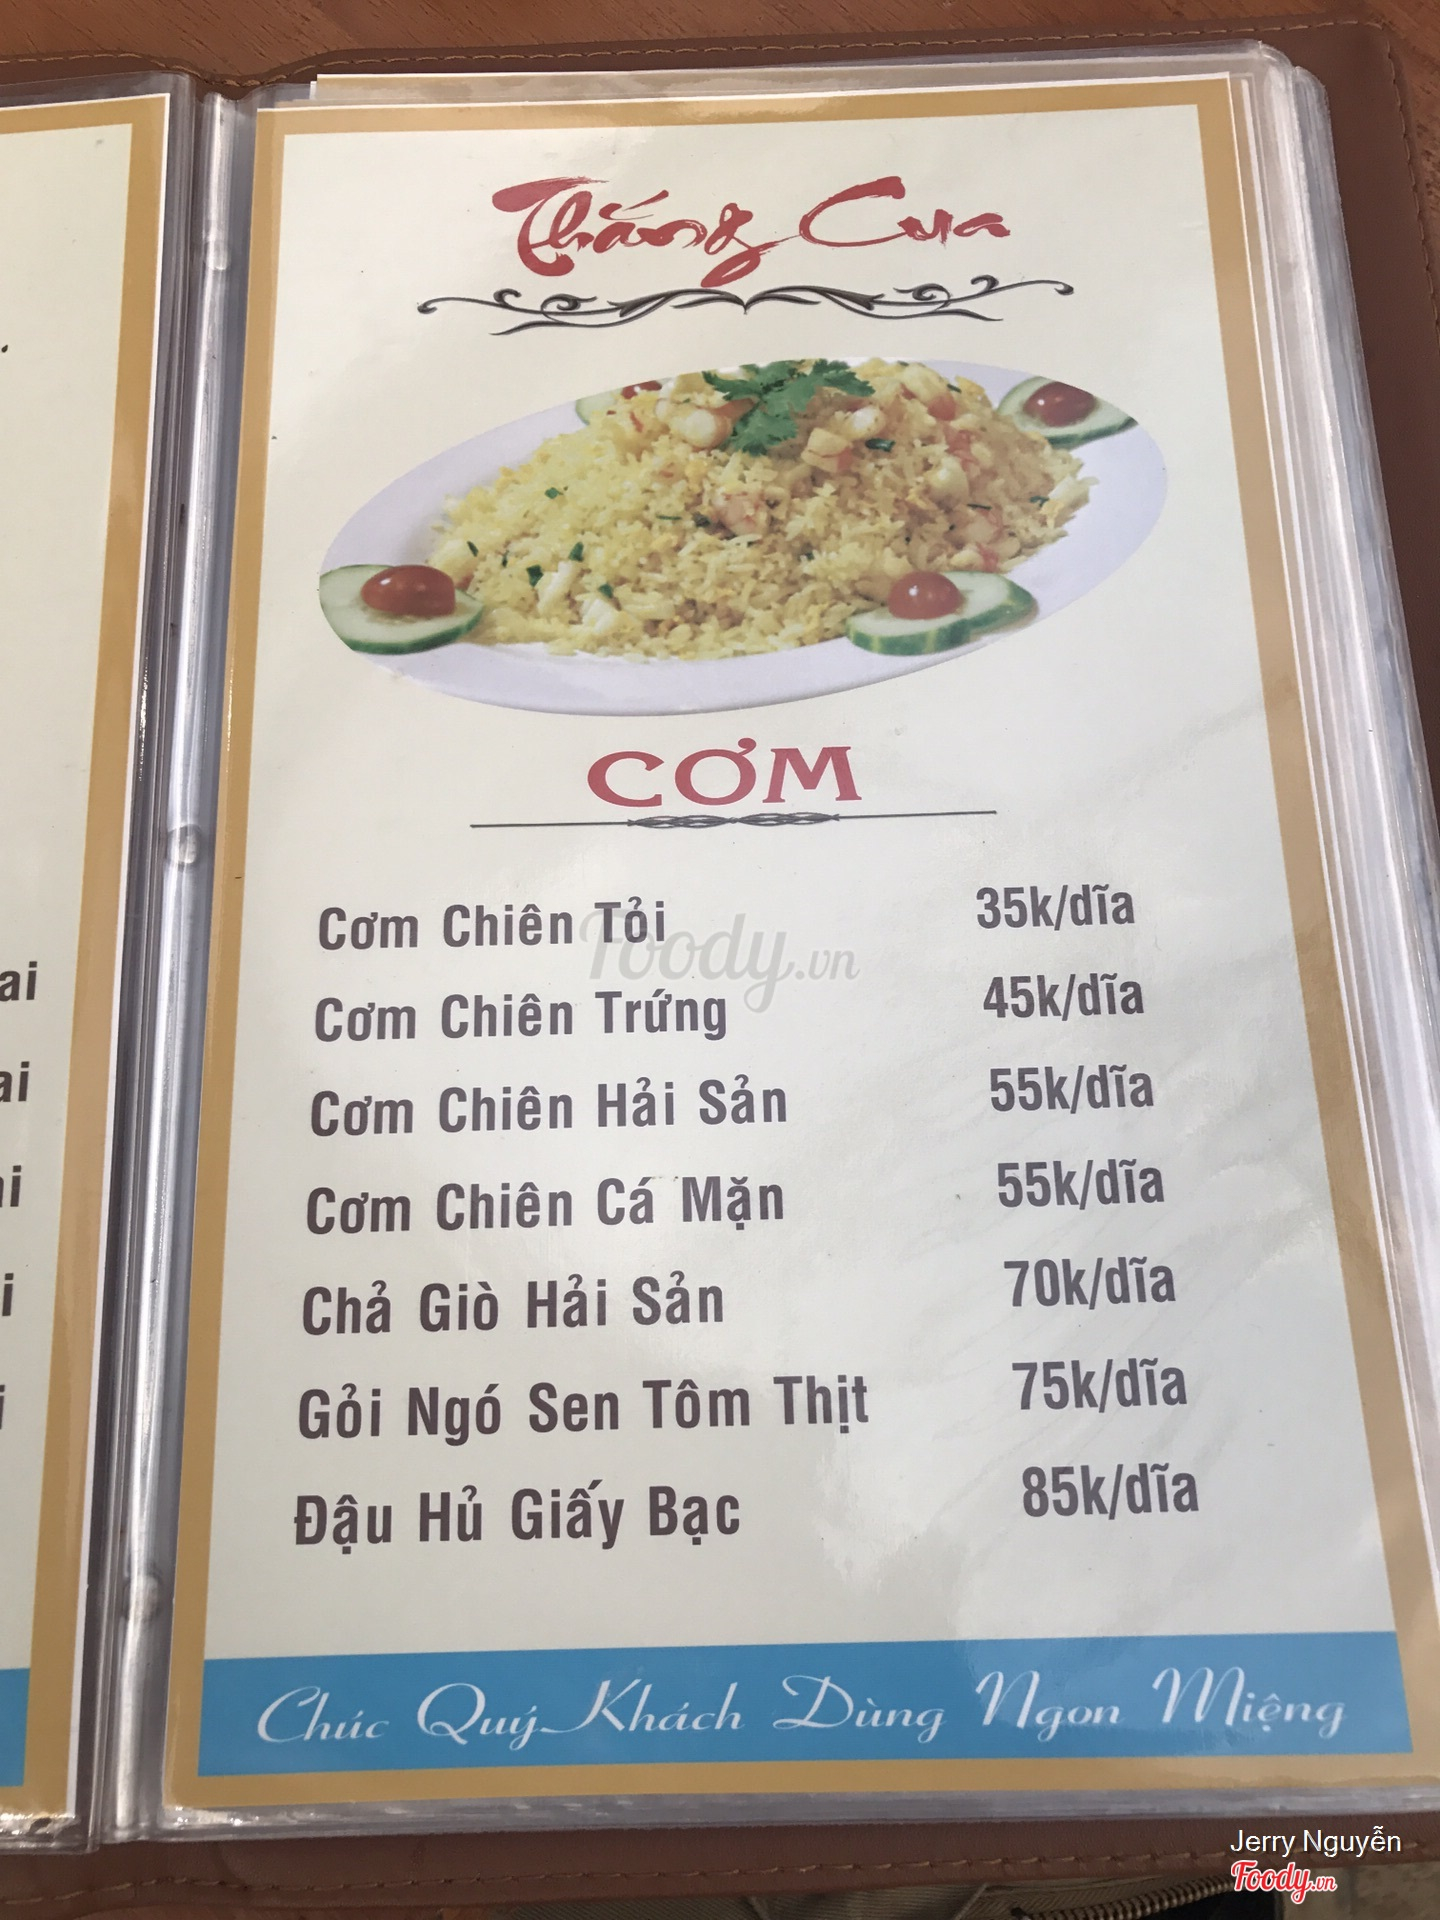 Thắng Cua
CƠM
Cơm Chiên Tỏi 35k/dĩa
Cơm Chiên Trứng 45k/dĩa
Cơm Chiên Hải Sản 55k/dĩa
Cơm Chiên Cá Mặn 55k/dĩa
Chả Giò Hải Sản 70k/dĩa
Gỏi Ngó Sen Tôm Thịt 75k/dĩa
Đậu Hủ Giấy Bạc 85k/dĩa
Chúc Quý Khách Dùng Ngon Miệng
Foody.vn
Jerry Nguyễn
Foody.vn